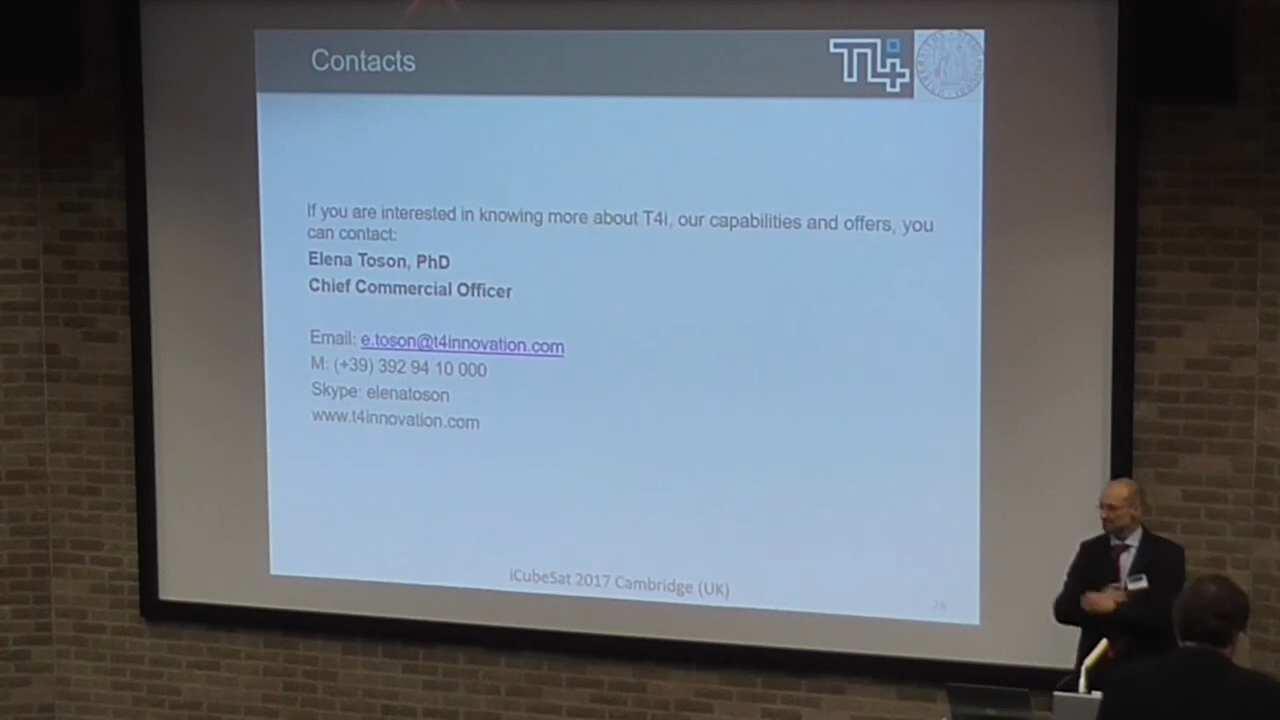 Contacts
T4i
If you are interested in knowing more about T4i, our capabilities and offers, you
can contact:
Elena Toson, PhD
Chief Commercial Officer
Email: e.toson@t4innovation.com
M: (+39) 392 94 10 000
Skype: elenatoson
www.t4innovation.com
iCubeSat 2017 Cambridge (UK)